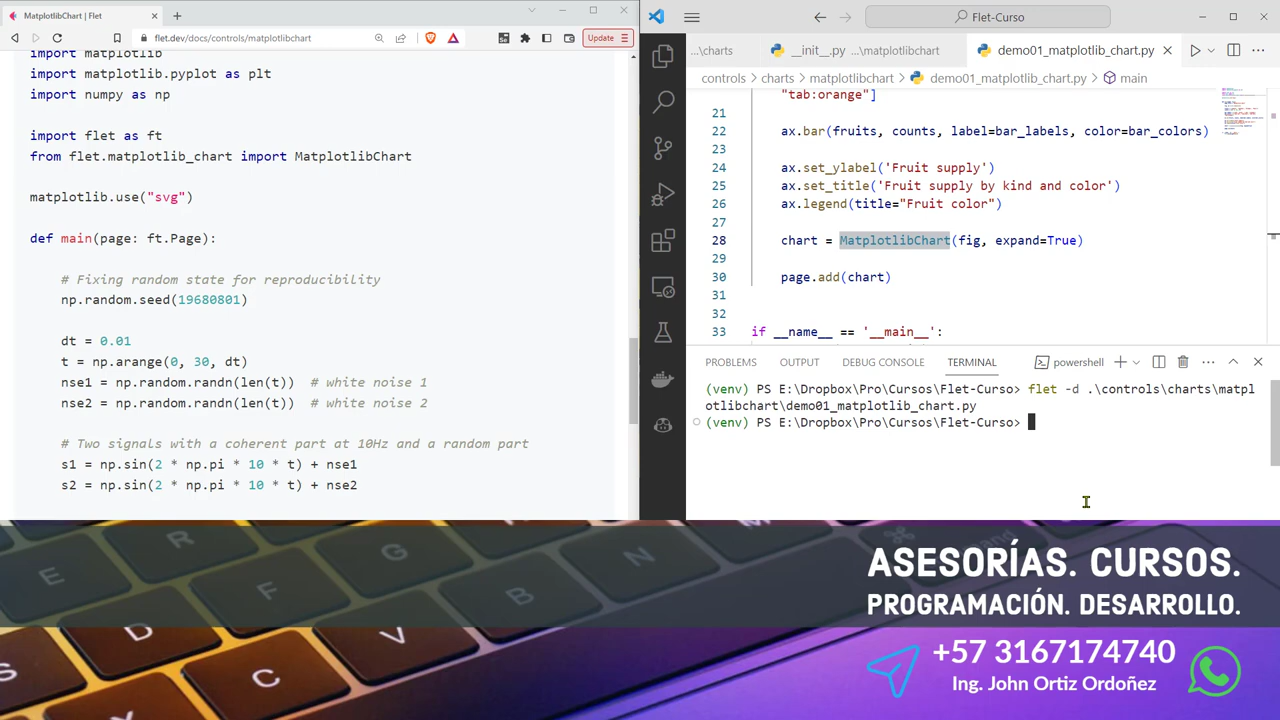 MatplotlibChart | Flet
flet.dev/docs/controls/matplotlibchart
Update
import matplotlib
import matplotlib.pyplot as plt
import numpy as np
import flet as ft
from flet.matplotlib_chart import MatplotlibChart
matplotlib.use("svg")
def main(page: ft.Page):
# Fixing random state for reproducibility
np.random.seed(19680801)
dt = 0.01
t = np.arange(0, 30, dt)
nse1 = np.random.randn(len(t))  # white noise 1
nse2 = np.random.randn(len(t))  # white noise 2
# Two signals with a coherent part at 10Hz and a random part
s1 = np.sin(2 * np.pi * 10 * t) + nse1
s2 = np.sin(2 * np.pi * 10 * t) + nse2
Flet-Curso
...\charts
__init__.py ...\matplotlibchart
demo01_matplotlib_chart.py
controls > charts > matplotlibchart > demo01_matplotlib_chart.py > main
"tab:orange"]
21
22 ax.bar(fruits, counts, label=bar_labels, color=bar_colors)
23
24 ax.set_ylabel('Fruit supply')
25 ax.set_title('Fruit supply by kind and color')
26 ax.legend(title="Fruit color")
27
28 chart = MatplotlibChart(fig, expand=True)
29
30 page.add(chart)
31
32
33 if __name__ == '__main__':
PROBLEMS OUTPUT DEBUG CONSOLE TERMINAL powershell
(venv) PS E:\Dropbox\Pro\Cursos\Flet-Curso> flet -d .\controls\charts\matpl
otlibchart\demo01_matplotlib_chart.py
(venv) PS E:\Dropbox\Pro\Cursos\Flet-Curso>
ASESORÍAS. CURSOS.
PROGRAMACIÓN. DESARROLLO.
+57 3167174740
Ing. John Ortiz Ordoñez
E
R
G
N
F
B
D
V
C
S